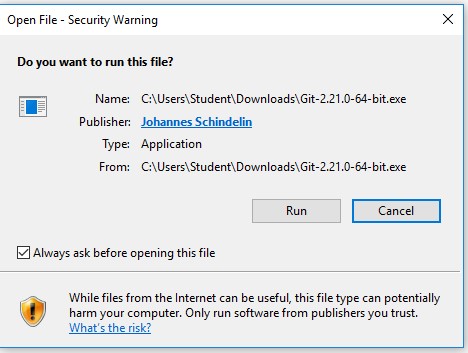 Open File - Security Warning
Do you want to run this file?
Name: C:\Users\Student\Downloads\Git-2.21.0-64-bit.exe
Publisher: Johannes Schindelin
Type: Application
From: C:\Users\Student\Downloads\Git-2.21.0-64-bit.exe
Run Cancel
Always ask before opening this file
While files from the Internet can be useful, this file type can potentially
harm your computer. Only run software from publishers you trust.
What's the risk?